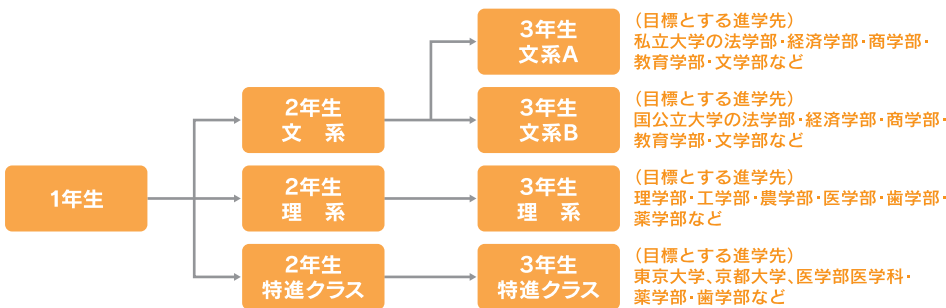 1年生
2年生
文　系
2年生
理　系
2年生
特進クラス
3年生
文系A
(目標とする進学先)
私立大学の法学部・経済学部・商学部・
教育学部・文学部など
3年生
文系B
(目標とする進学先)
国公立大学の法学部・経済学部・商学部・
教育学部・文学部など
3年生
理　系
(目標とする進学先)
理学部・工学部・農学部・医学部・歯学部・
薬学部など
3年生
特進クラス
(目標とする進学先)
東京大学、京都大学、医学部医学科・
薬学部・歯学部など